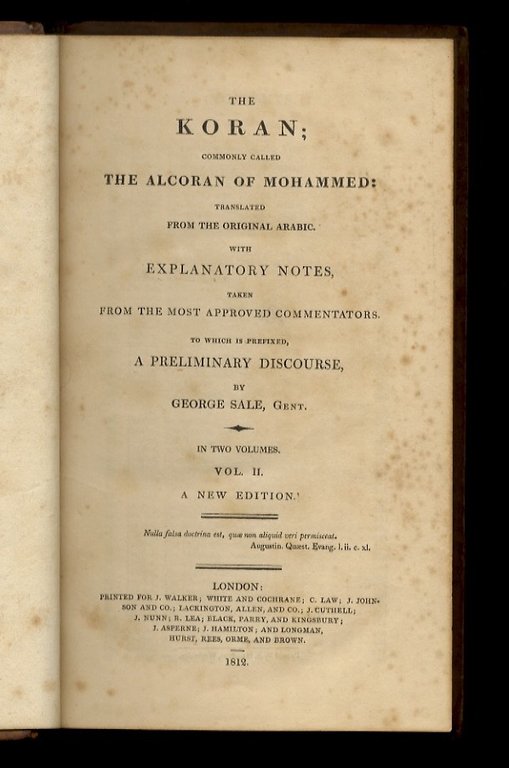 THE
KORAN;
COMMONLY CALLED
THE ALCORAN OF MOHAMMED:
TRANSLATED
FROM THE ORIGINAL ARABIC.
WITH
EXPLANATORY NOTES,
TAKEN
FROM THE MOST APPROVED COMMENTATORS.
TO WHICH IS PREFIXED,
A PRELIMINARY DISCOURSE,
BY
GEORGE SALE, GENT.
IN TWO VOLUMES.
VOL. II.
A NEW EDITION.
Nulla falsa doctrina est, quæ non aliquid veri permisceat.
Augustin. Quæst. Evang. l. ii. c. xl.
LONDON:
PRINTED FOR J. WALKER; WHITE AND COCHRANE; C. LAW; J. JOHN-
SON AND CO.; LACKINGTON, ALLEN, AND CO.; J. CUTHELL;
J. NUNN; R. LEA; BLACK, PARRY, AND KINGSBURY;
J. ASPERNE; J. HAMILTON; AND LONGMAN,
HURST, REES, ORME, AND BROWN.
1812.